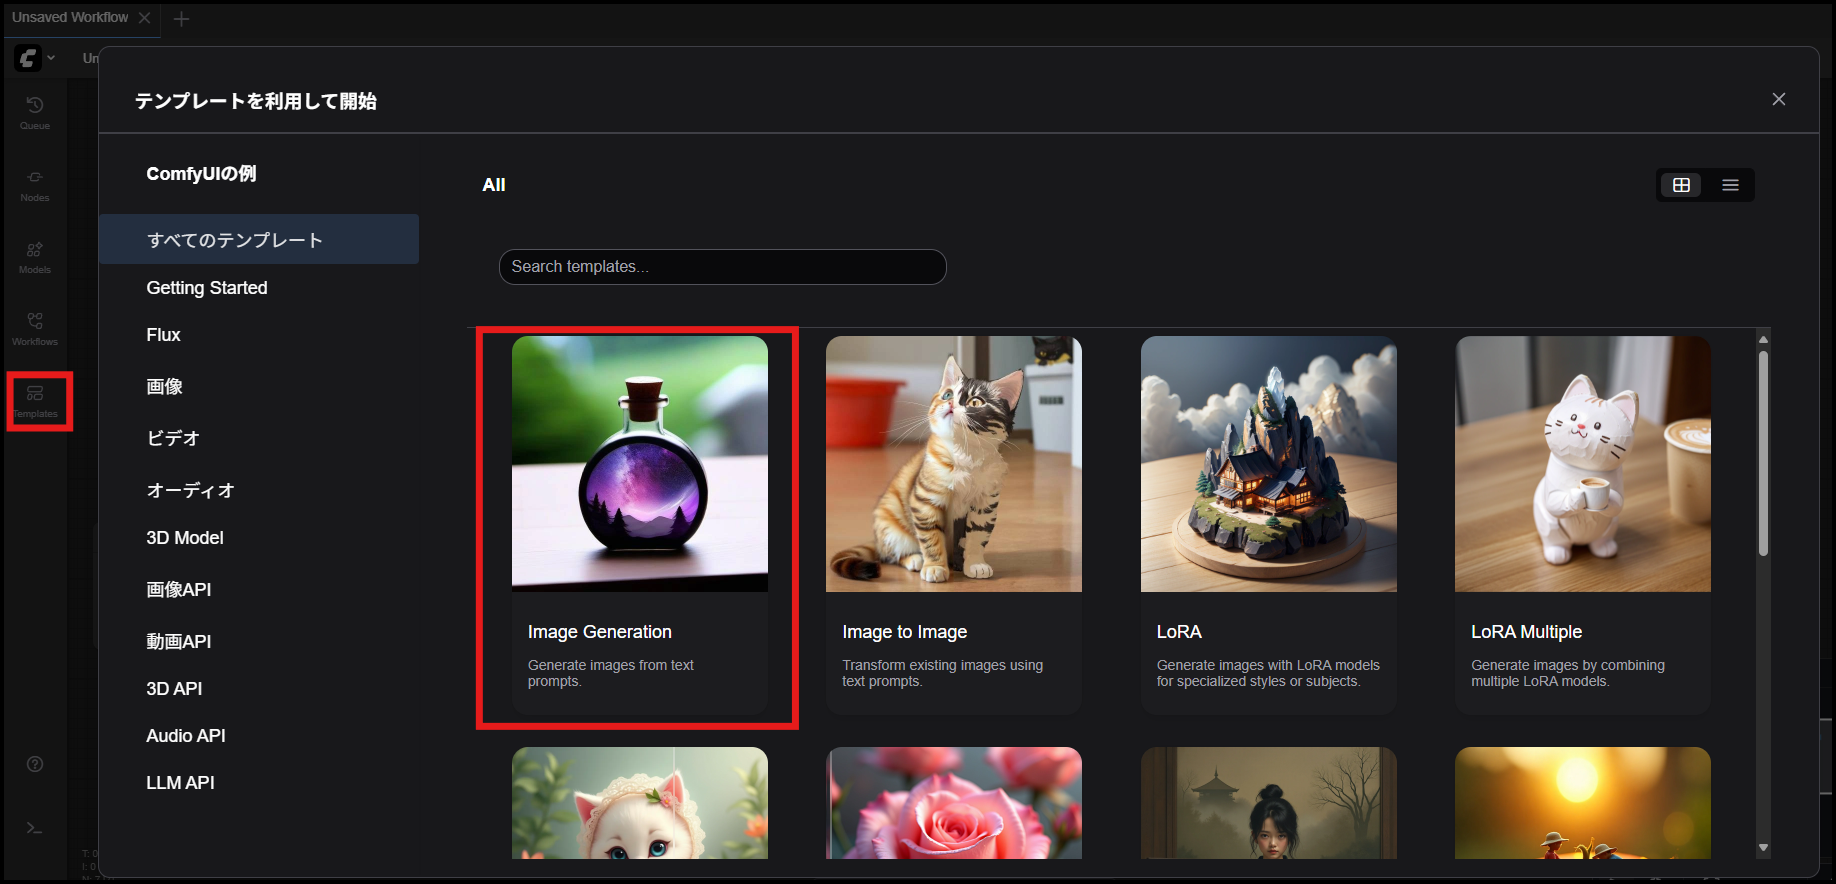 Unsaved Workflow
Un
テンプレートを利用して開始
Queue
Nodes
Models
Workflows
Templates
ComfyUIの例
すべてのテンプレート
Getting Started
Flux
画像
ビデオ
オーディオ
3D Model
画像API
動画API
3D API
Audio API
LLM API
All
Search templates...
Image Generation
Generate images from text
prompts.
Image to Image
Transform existing images using
text prompts.
LoRA
Generate images with LoRA models
for specialized styles or subjects.
LoRA Multiple
Generate images by combining
multiple LoRA models.
T: 0
I: 0